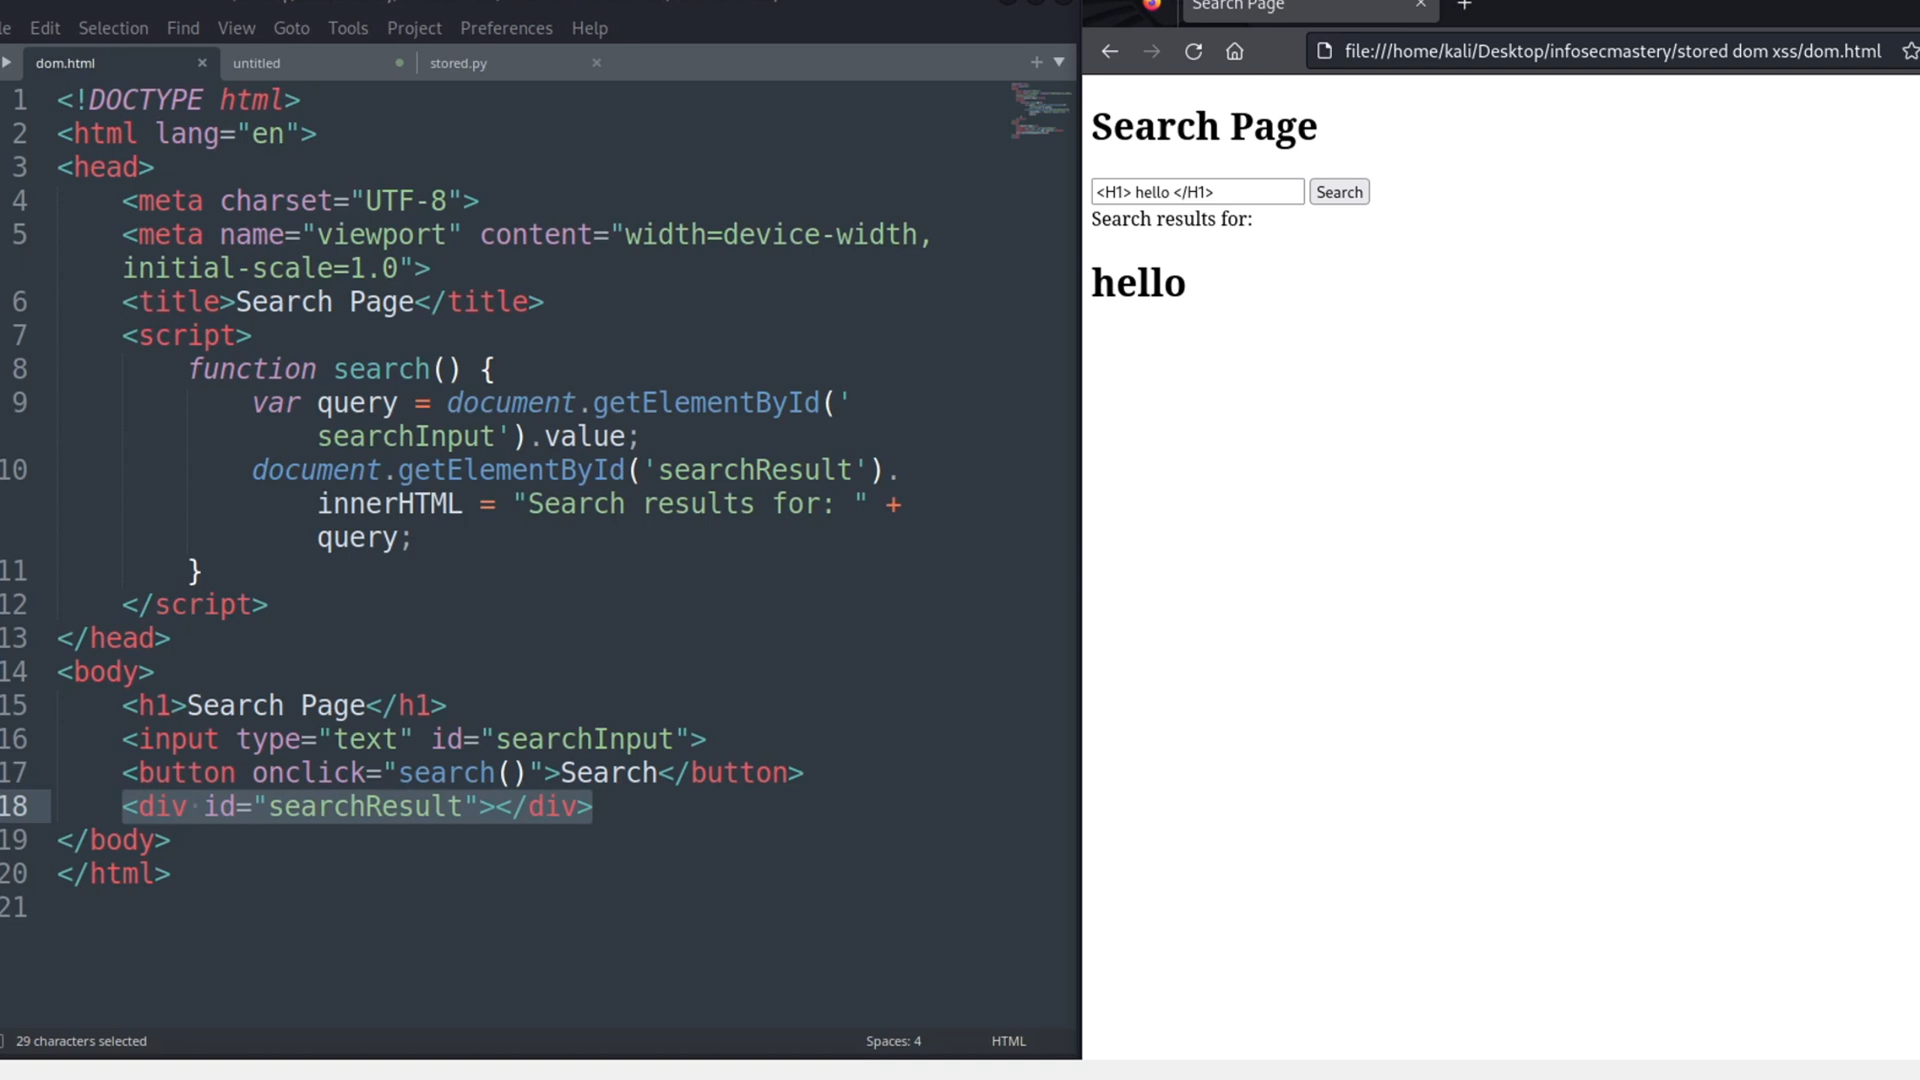 Edit Selection Find View Goto Tools Project Preferences Help
dom.html
untitled
stored.py
1 <!DOCTYPE html>
2 <html lang="en">
3 <head>
4 <meta charset="UTF-8">
5 <meta name="viewport" content="width=device-width,
initial-scale=1.0">
6 <title>Search Page</title>
7 <script>
8 function search() {
9 var query = document.getElementById('
searchInput').value;
10 document.getElementById('searchResult').
innerHTML = "Search results for: " +
query;
11 }
12 </script>
13 </head>
14 <body>
15 <h1>Search Page</h1>
16 <input type="text" id="searchInput">
17 <button onclick="search()">Search</button>
18 <div id="searchResult"></div>
19 </body>
20 </html>
21
29 characters selected
Spaces: 4
HTML
Search Page
file:///home/kali/Desktop/infosecmastery/stored dom xss/dom.html
Search Page
<H1> hello </H1>
Search
Search results for:
hello